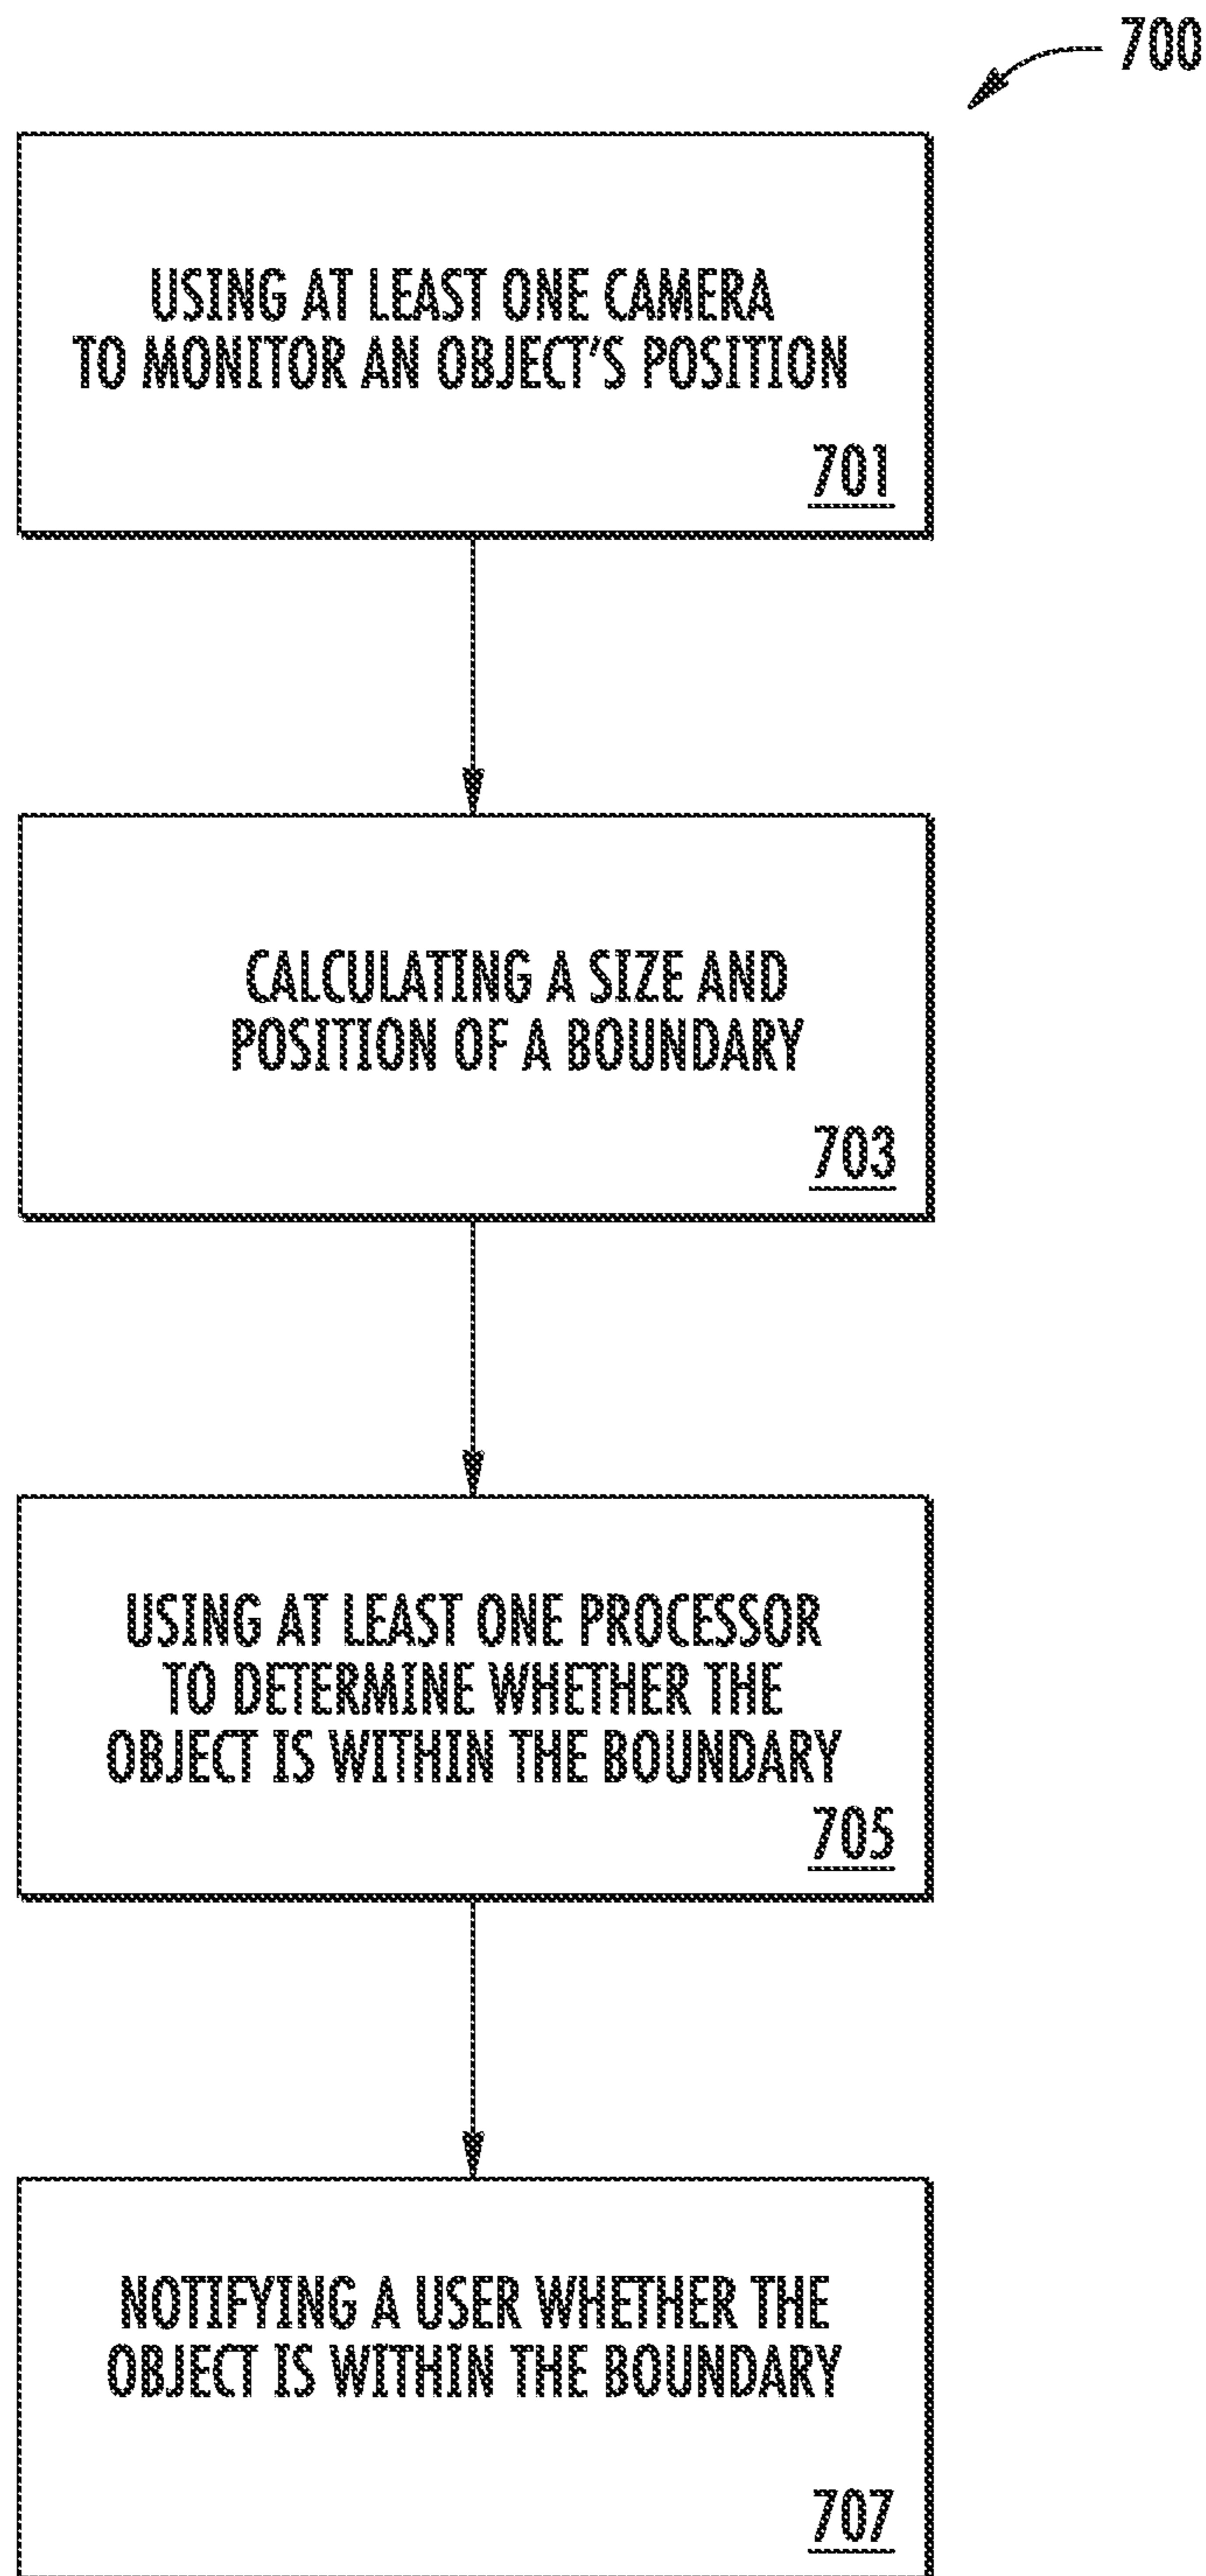 700
USING AT LEAST ONE CAMERA
TO MONITOR AN OBJECT'S POSITION
701
CALCULATING A SIZE AND
POSITION OF A BOUNDARY
703
USING AT LEAST ONE PROCESSOR
TO DETERMINE WHETHER THE
OBJECT IS WITHIN THE BOUNDARY
705
NOTIFYING A USER WHETHER THE
OBJECT IS WITHIN THE BOUNDARY
707